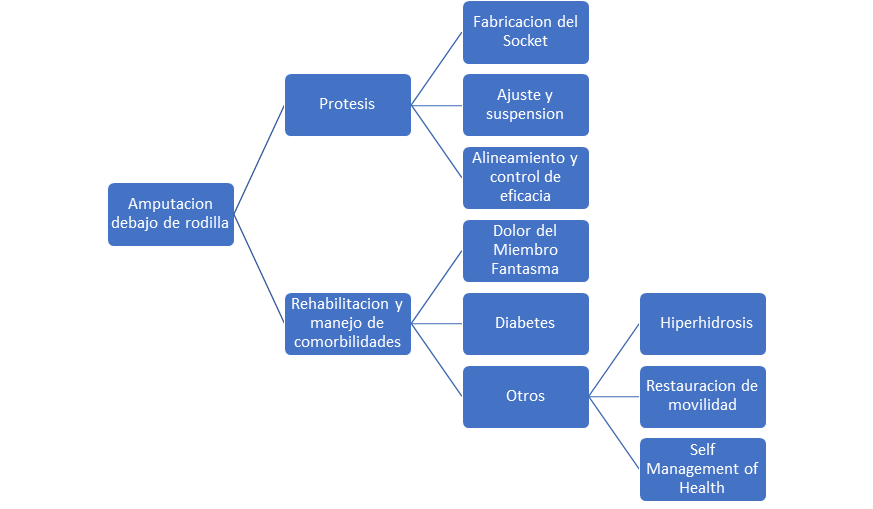 Amputacion
debajo de rodilla
Protesis
Fabricacion del
Socket
Ajuste y
suspension
Alineamiento y
control de
eficacia
Rehabilitacion y
manejo de
comorbilidades
Dolor del
Miembro
Fantasma
Diabetes
Otros
Hiperhidrosis
Restauracion de
movilidad
Self
Management of
Health